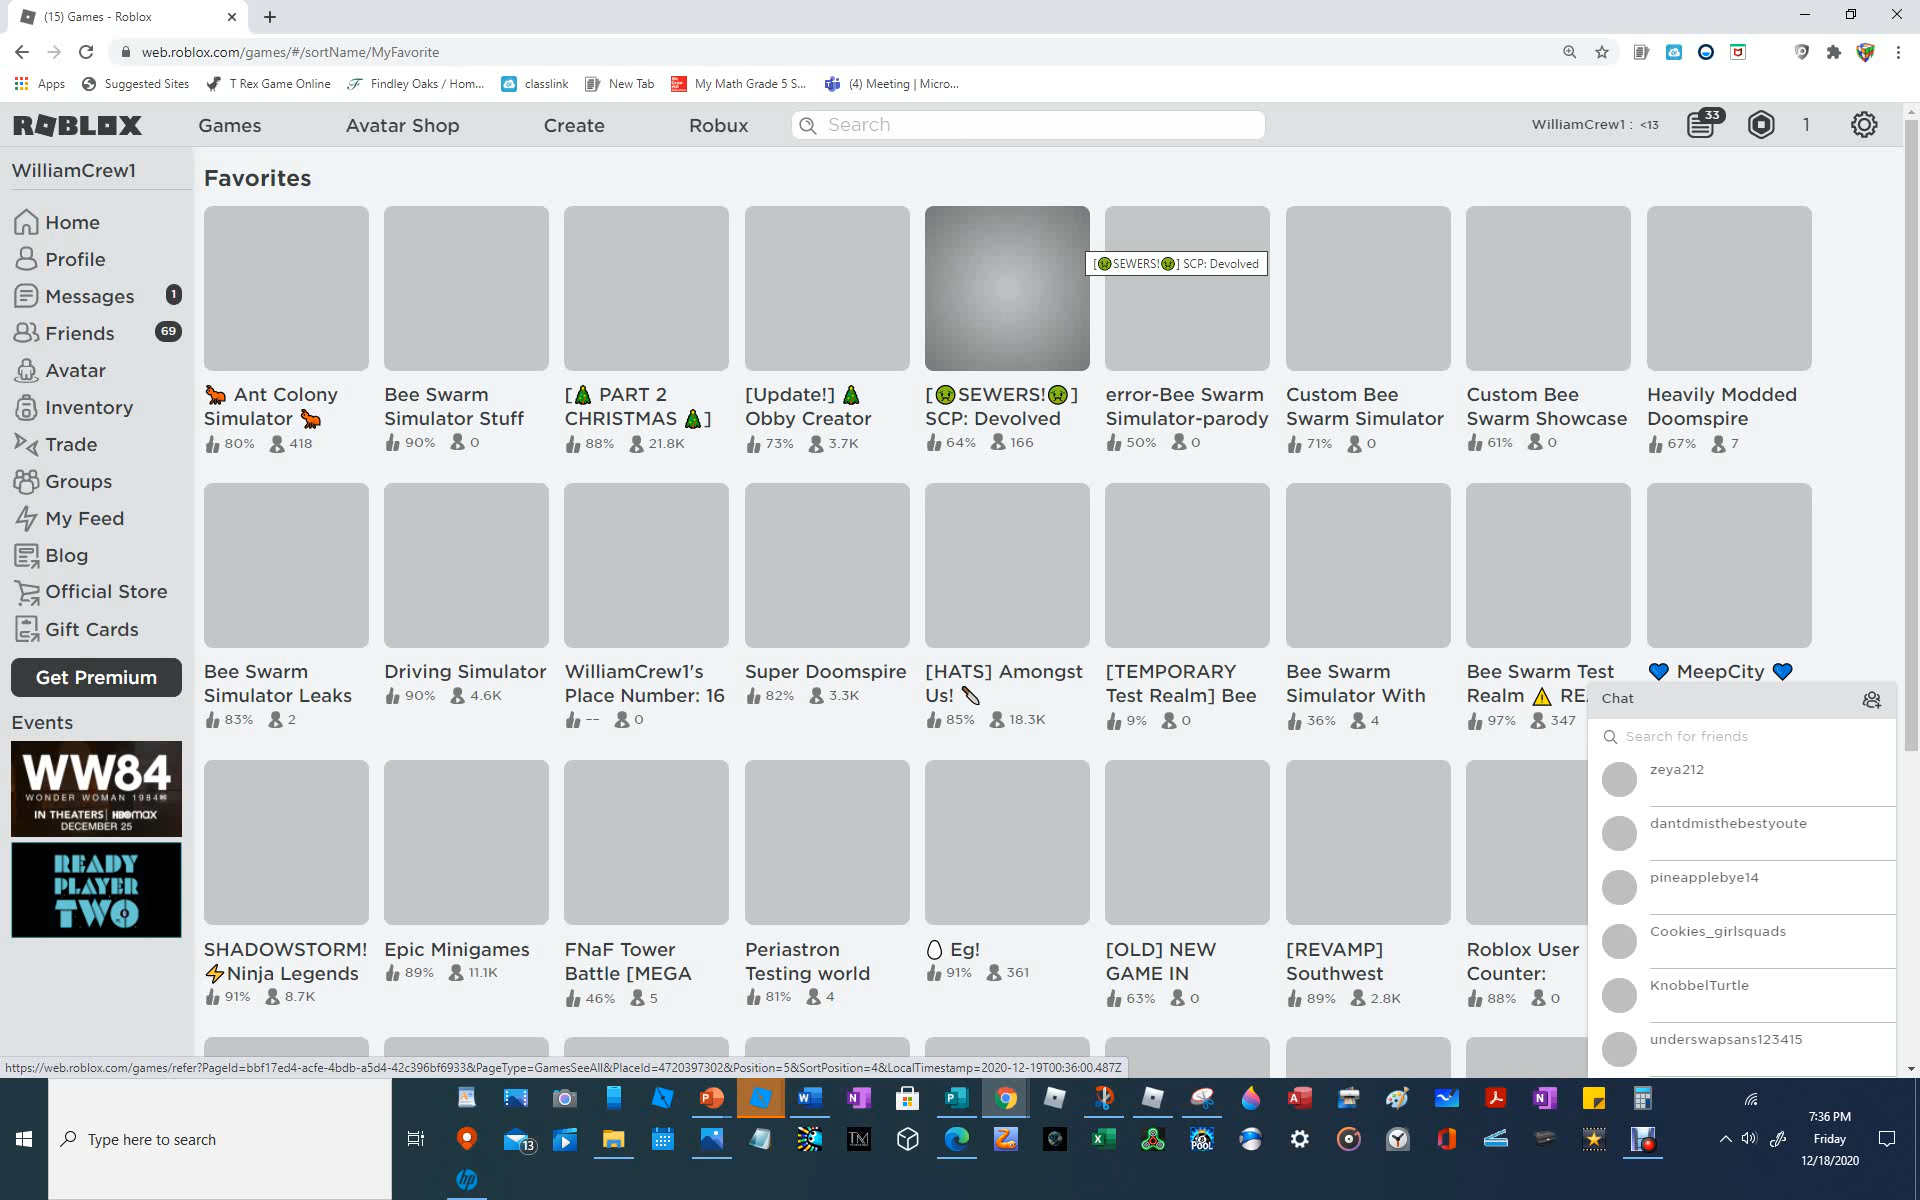 (15) Games - Roblox
web.roblox.com/games/#/sortName/MyFavorite
Apps
Suggested Sites
T Rex Game Online
Findley Oaks / Hom...
classlink
New Tab
My Math Grade 5 S...
(4) Meeting | Micro...
ROBLOX
Games
Avatar Shop
Create
Robux
Search
WilliamCrew1 : <13
33
1
WilliamCrew1
Home
Profile
Messages
1
Friends
69
Avatar
Inventory
Trade
Groups
My Feed
Blog
Official Store
Gift Cards
Get Premium
Events
WW84
WONDER WOMAN 1984
IN THEATERS | HBOmax
DECEMBER 25
READY
PLAYER
TWO
Favorites
🐜 Ant Colony
Simulator 🐜
80% 418
Bee Swarm
Simulator Stuff
90% 0
[🎄 PART 2
CHRISTMAS 🎄]
88% 21.8K
[Update!] 🎄
Obby Creator
73% 3.7K
[🤢SEWERS!🤢]
SCP: Devolved
64% 166
[🤢SEWERS!🤢] SCP: Devolved
error-Bee Swarm
Simulator-parody
50% 0
Custom Bee
Swarm Simulator
71% 0
Custom Bee
Swarm Showcase
61% 0
Heavily Modded
Doomspire
67% 7
Bee Swarm
Simulator Leaks
83% 2
Driving Simulator
90% 4.6K
WilliamCrew1's
Place Number: 16
-- 0
Super Doomspire
82% 3.3K
[HATS] Amongst
Us! 🔪
85% 18.3K
[TEMPORARY
Test Realm] Bee
9% 0
Bee Swarm
Simulator With
36% 4
Bee Swarm Test
Realm ⚠️ RE
97% 347
💙 MeepCity 💙
SHADOWSTORM!
⚡Ninja Legends
91% 8.7K
Epic Minigames
89% 11.1K
FNaF Tower
Battle [MEGA
46% 5
Periastron
Testing world
81% 4
🥚 Eg!
91% 361
[OLD] NEW
GAME IN
63% 0
[REVAMP]
Southwest
89% 2.8K
Roblox User
Counter:
88% 0
Chat
Search for friends
zeya212
dantdmisthebestyoute
pineapplebye14
Cookies_girlsquads
KnobbelTurtle
underswapsans123415
https://web.roblox.com/games/refer?PageId=bbf17ed4-acfe-4bdb-a5d4-42c396bf6933&PageType=GamesSeeAll&PlaceId=4720397302&Position=5&SortPosition=4&LocalTimestamp=2020-12-19T00:36:00.487Z
Type here to search
13
TM
POOL
hp
7:36 PM
Friday
12/18/2020